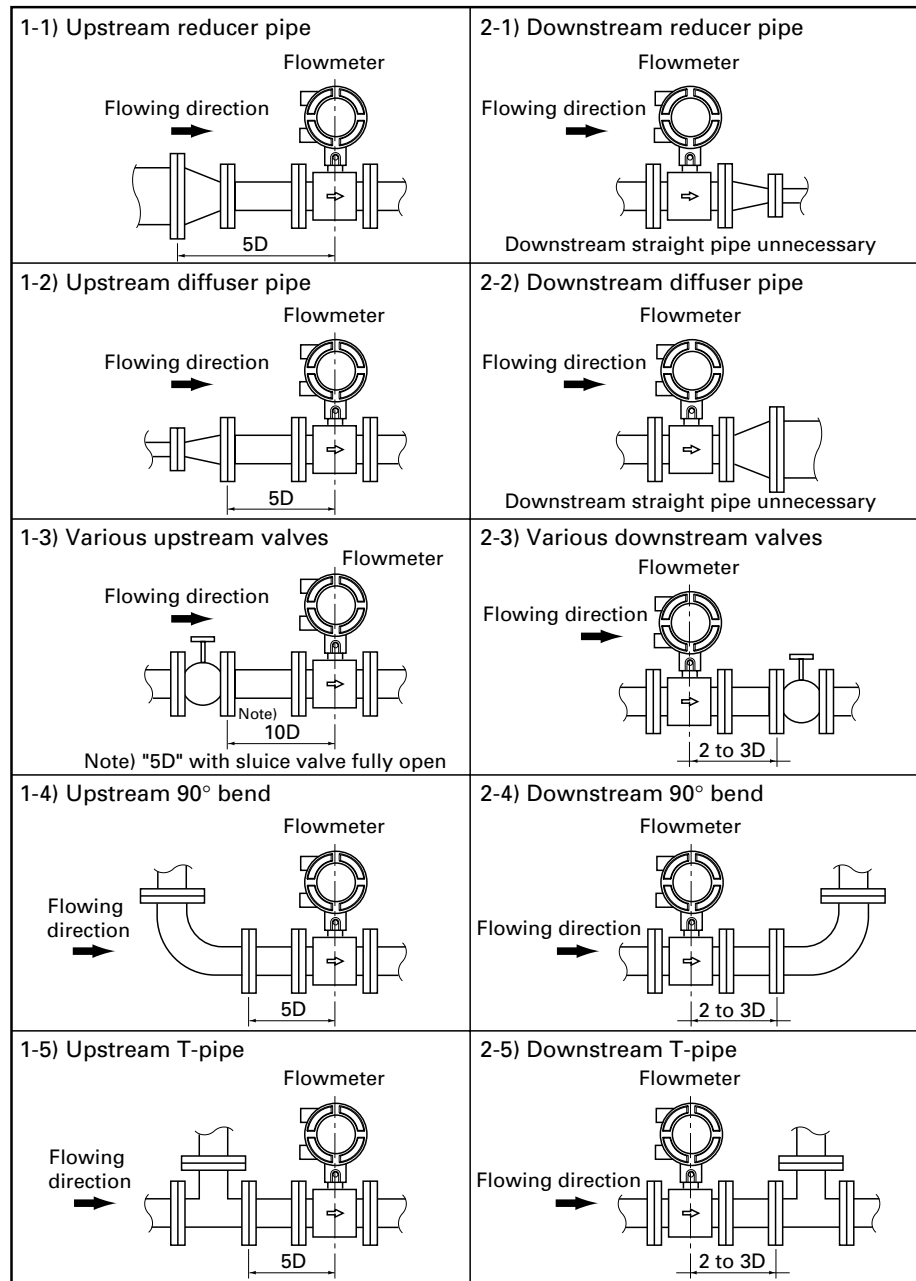 1-1) Upstream reducer pipe
Flowmeter
Flowing direction
5D
2-1) Downstream reducer pipe
Flowmeter
Flowing direction
Downstream straight pipe unnecessary
1-2) Upstream diffuser pipe
Flowmeter
Flowing direction
5D
2-2) Downstream diffuser pipe
Flowmeter
Flowing direction
Downstream straight pipe unnecessary
1-3) Various upstream valves
Flowmeter
Flowing direction
Note)
10D
Note) "5D" with sluice valve fully open
2-3) Various downstream valves
Flowmeter
Flowing direction
2 to 3D
1-4) Upstream 90° bend
Flowmeter
Flowing
direction
5D
2-4) Downstream 90° bend
Flowmeter
Flowing direction
2 to 3D
1-5) Upstream T-pipe
Flowmeter
Flowing
direction
5D
2-5) Downstream T-pipe
Flowmeter
Flowing direction
2 to 3D